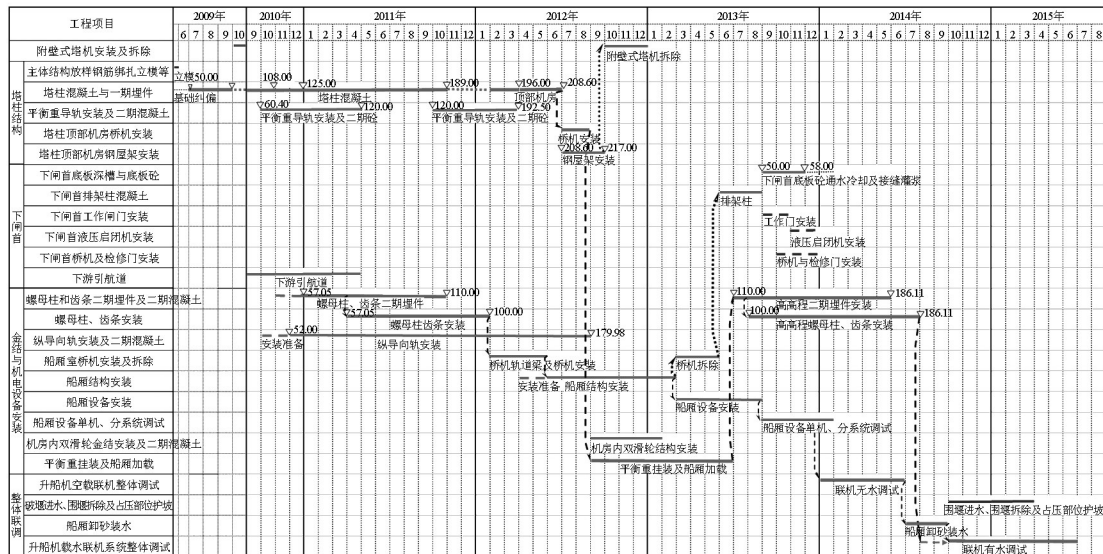 工程项目
2009年 2010年 2011年 2012年 2013年 2014年 2015年
6 7 8 9 10 9 10 11 12 1 2 3 4 5 6 7 8 9 10 11 12 1 2 3 4 5 6 7 8 9 10 11 12 1 2 3 4 5 6 7 8 9 10 11 12 1 2 3 4 5 6 7 8 9 10 11 12 1 2 3 4 5 6 7 8
附壁式塔机安装及拆除
附壁式塔机拆除
塔柱结构
主体结构放样钢筋绑扎立模等
立模
塔柱混凝土与一期埋件
50.00 108.00 125.00 189.00 196.00 208.60
基础纠偏 塔柱混凝土 顶部机房
平衡重导轨安装及二期混凝土
60.40 120.00 120.00 192.50
平衡重导轨安装及二期砼 平衡重导轨安装及二期砼
塔柱顶部机房桥机安装
桥机安装
塔柱顶部机房钢屋架安装
208.60 217.00
钢屋架安装
下闸首
下闸首底板深槽与底板砼
50.00 58.00
下闸首底板砼通水冷却及接缝灌浆
下闸首排架柱混凝土
排架柱
下闸首工作闸门安装
工作门安装
下闸首液压启闭机安装
液压启闭机安装
下闸首桥机及检修门安装
桥机与检修门安装
下游引航道
下游引航道
金结与机电设备安装
螺母柱和齿条二期埋件及二期混凝土
57.05 110.00 110.00 186.11
螺母柱、齿条二期埋件 高高程二期埋件安装
螺母柱、齿条安装
57.05 100.00 100.00 186.11
螺母柱齿条安装 高高程螺母柱、齿条安装
纵导向轨安装及二期混凝土
52.00 179.98
安装准备 纵导向轨安装
船厢室桥机安装及拆除
桥机轨道梁及桥机安装 桥机拆除
船厢结构安装
安装准备 船厢结构安装
船厢设备安装
船厢设备安装
船厢设备单机、分系统调试
船厢设备单机、分系统调试
机房内双滑轮金结安装及二期混凝土
机房内双滑轮结构安装
平衡重挂装及船厢加载
平衡重挂装及船厢加载
整体联调
升船机空载联机整体调试
联机无水调试
破堰进水、围堰拆除及占压部位护坡
围堰进水、围堰拆除及占压部位护坡
船厢卸砂装水
船厢卸砂装水
升船机载水联机系统整体调试
联机有水调试